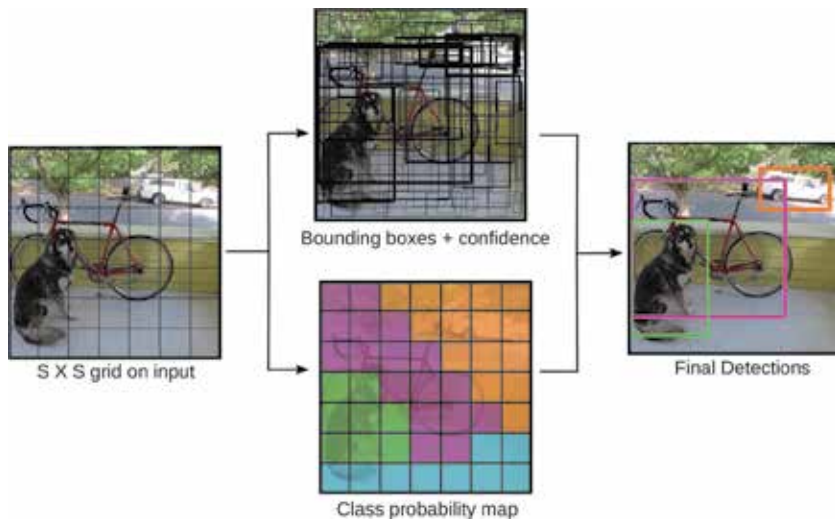 Bounding boxes + confidence
S X S grid on input
Final Detections
Class probability map